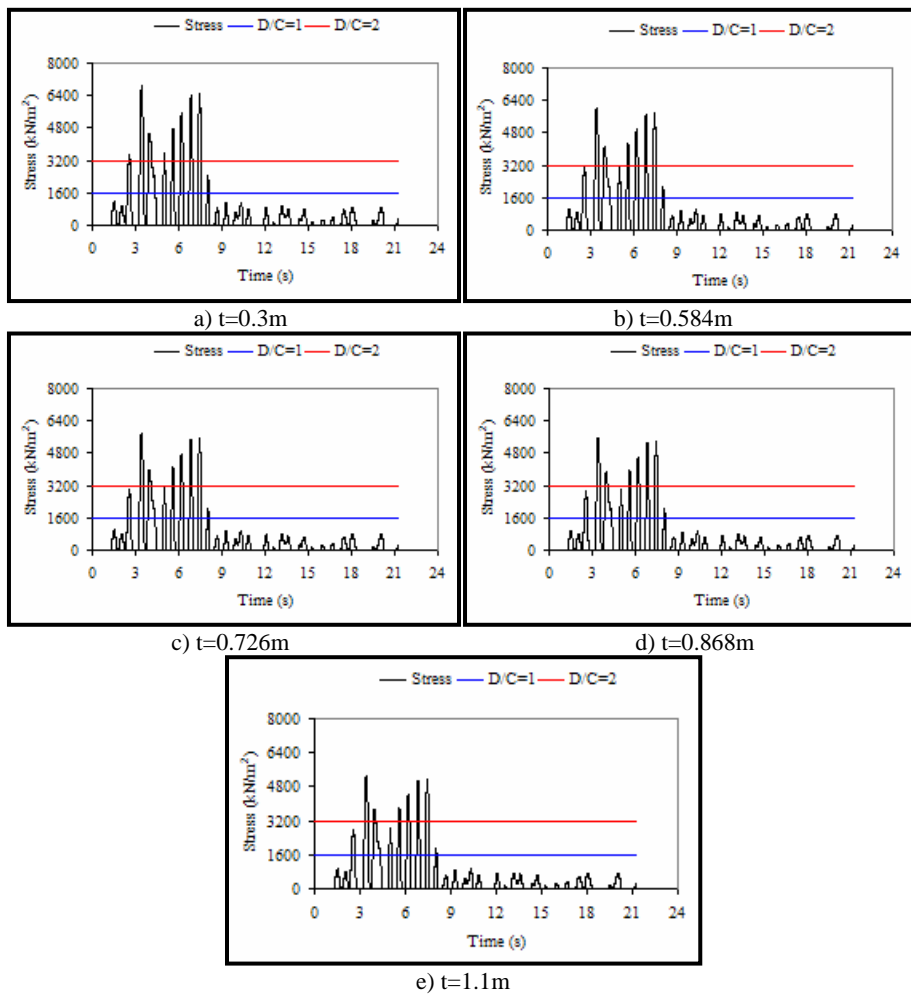 Stress D/C=1 D/C=2
8000
6400
4800
3200
1600
0
Stress (kN/m²)
0 3 6 9 12 15 18 21 24
Time (s)
a) t=0.3m
Stress D/C=1 D/C=2
8000
6400
4800
3200
1600
0
Stress (kN/m²)
0 3 6 9 12 15 18 21 24
Time (s)
b) t=0.584m
Stress D/C=1 D/C=2
8000
6400
4800
3200
1600
0
Stress (kN/m²)
0 3 6 9 12 15 18 21 24
Time (s)
c) t=0.726m
Stress D/C=1 D/C=2
8000
6400
4800
3200
1600
0
Stress (kN/m²)
0 3 6 9 12 15 18 21 24
Time (s)
d) t=0.868m
Stress D/C=1 D/C=2
8000
6400
4800
3200
1600
0
Stress (kN/m²)
0 3 6 9 12 15 18 21 24
Time (s)
e) t=1.1m